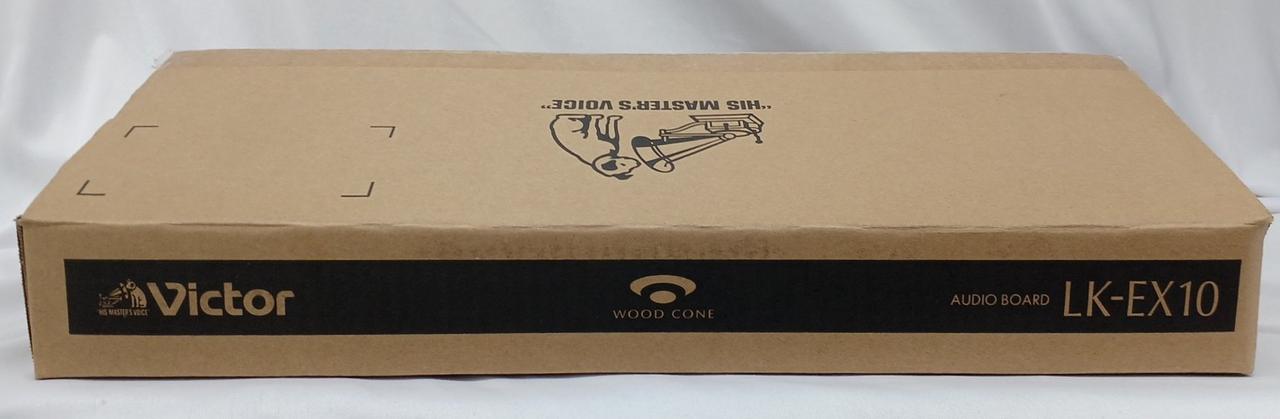 "HIS MASTER'S VOICE"
"HIS MASTER'S VOICE"
Victor
WOOD CONE
AUDIO BOARD LK-EX10